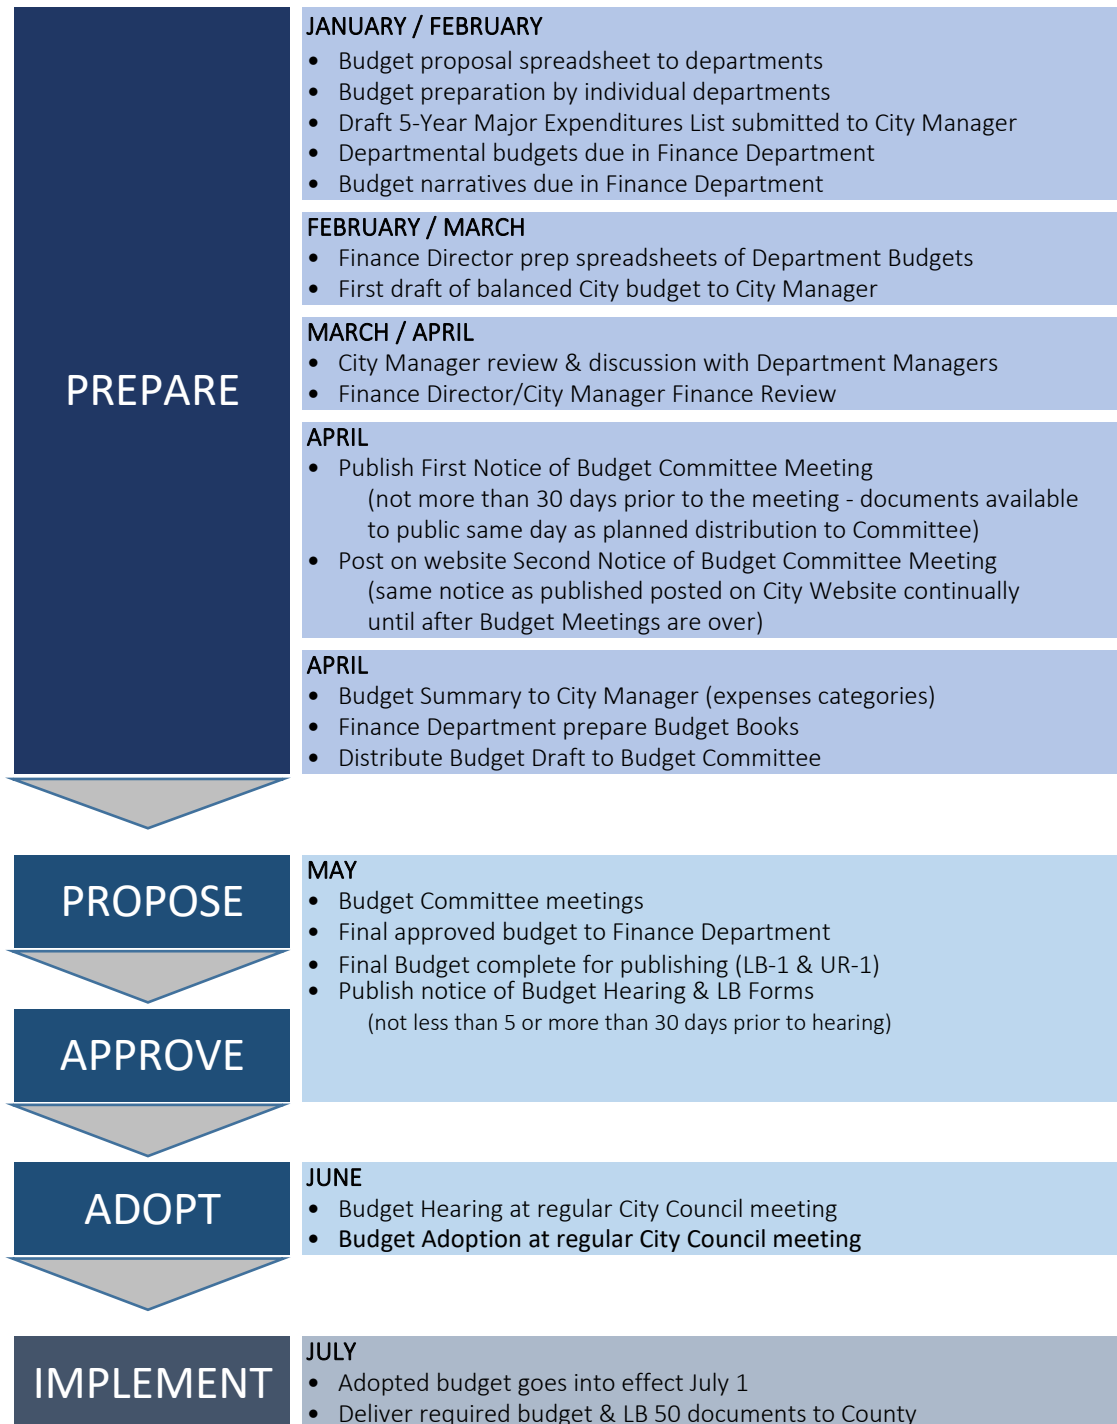 PREPARE
JANUARY / FEBRUARY
• Budget proposal spreadsheet to departments
• Budget preparation by individual departments
• Draft 5-Year Major Expenditures List submitted to City Manager
• Departmental budgets due in Finance Department
• Budget narratives due in Finance Department
FEBRUARY / MARCH
• Finance Director prep spreadsheets of Department Budgets
• First draft of balanced City budget to City Manager
MARCH / APRIL
• City Manager review & discussion with Department Managers
• Finance Director/City Manager Finance Review
APRIL
• Publish First Notice of Budget Committee Meeting
(not more than 30 days prior to the meeting - documents available
to public same day as planned distribution to Committee)
• Post on website Second Notice of Budget Committee Meeting
(same notice as published posted on City Website continually
until after Budget Meetings are over)
APRIL
• Budget Summary to City Manager (expenses categories)
• Finance Department prepare Budget Books
• Distribute Budget Draft to Budget Committee
PROPOSE
APPROVE
MAY
• Budget Committee meetings
• Final approved budget to Finance Department
• Final Budget complete for publishing (LB-1 & UR-1)
• Publish notice of Budget Hearing & LB Forms
(not less than 5 or more than 30 days prior to hearing)
ADOPT
JUNE
• Budget Hearing at regular City Council meeting
• Budget Adoption at regular City Council meeting
IMPLEMENT
JULY
• Adopted budget goes into effect July 1
• Deliver required budget & LB 50 documents to County